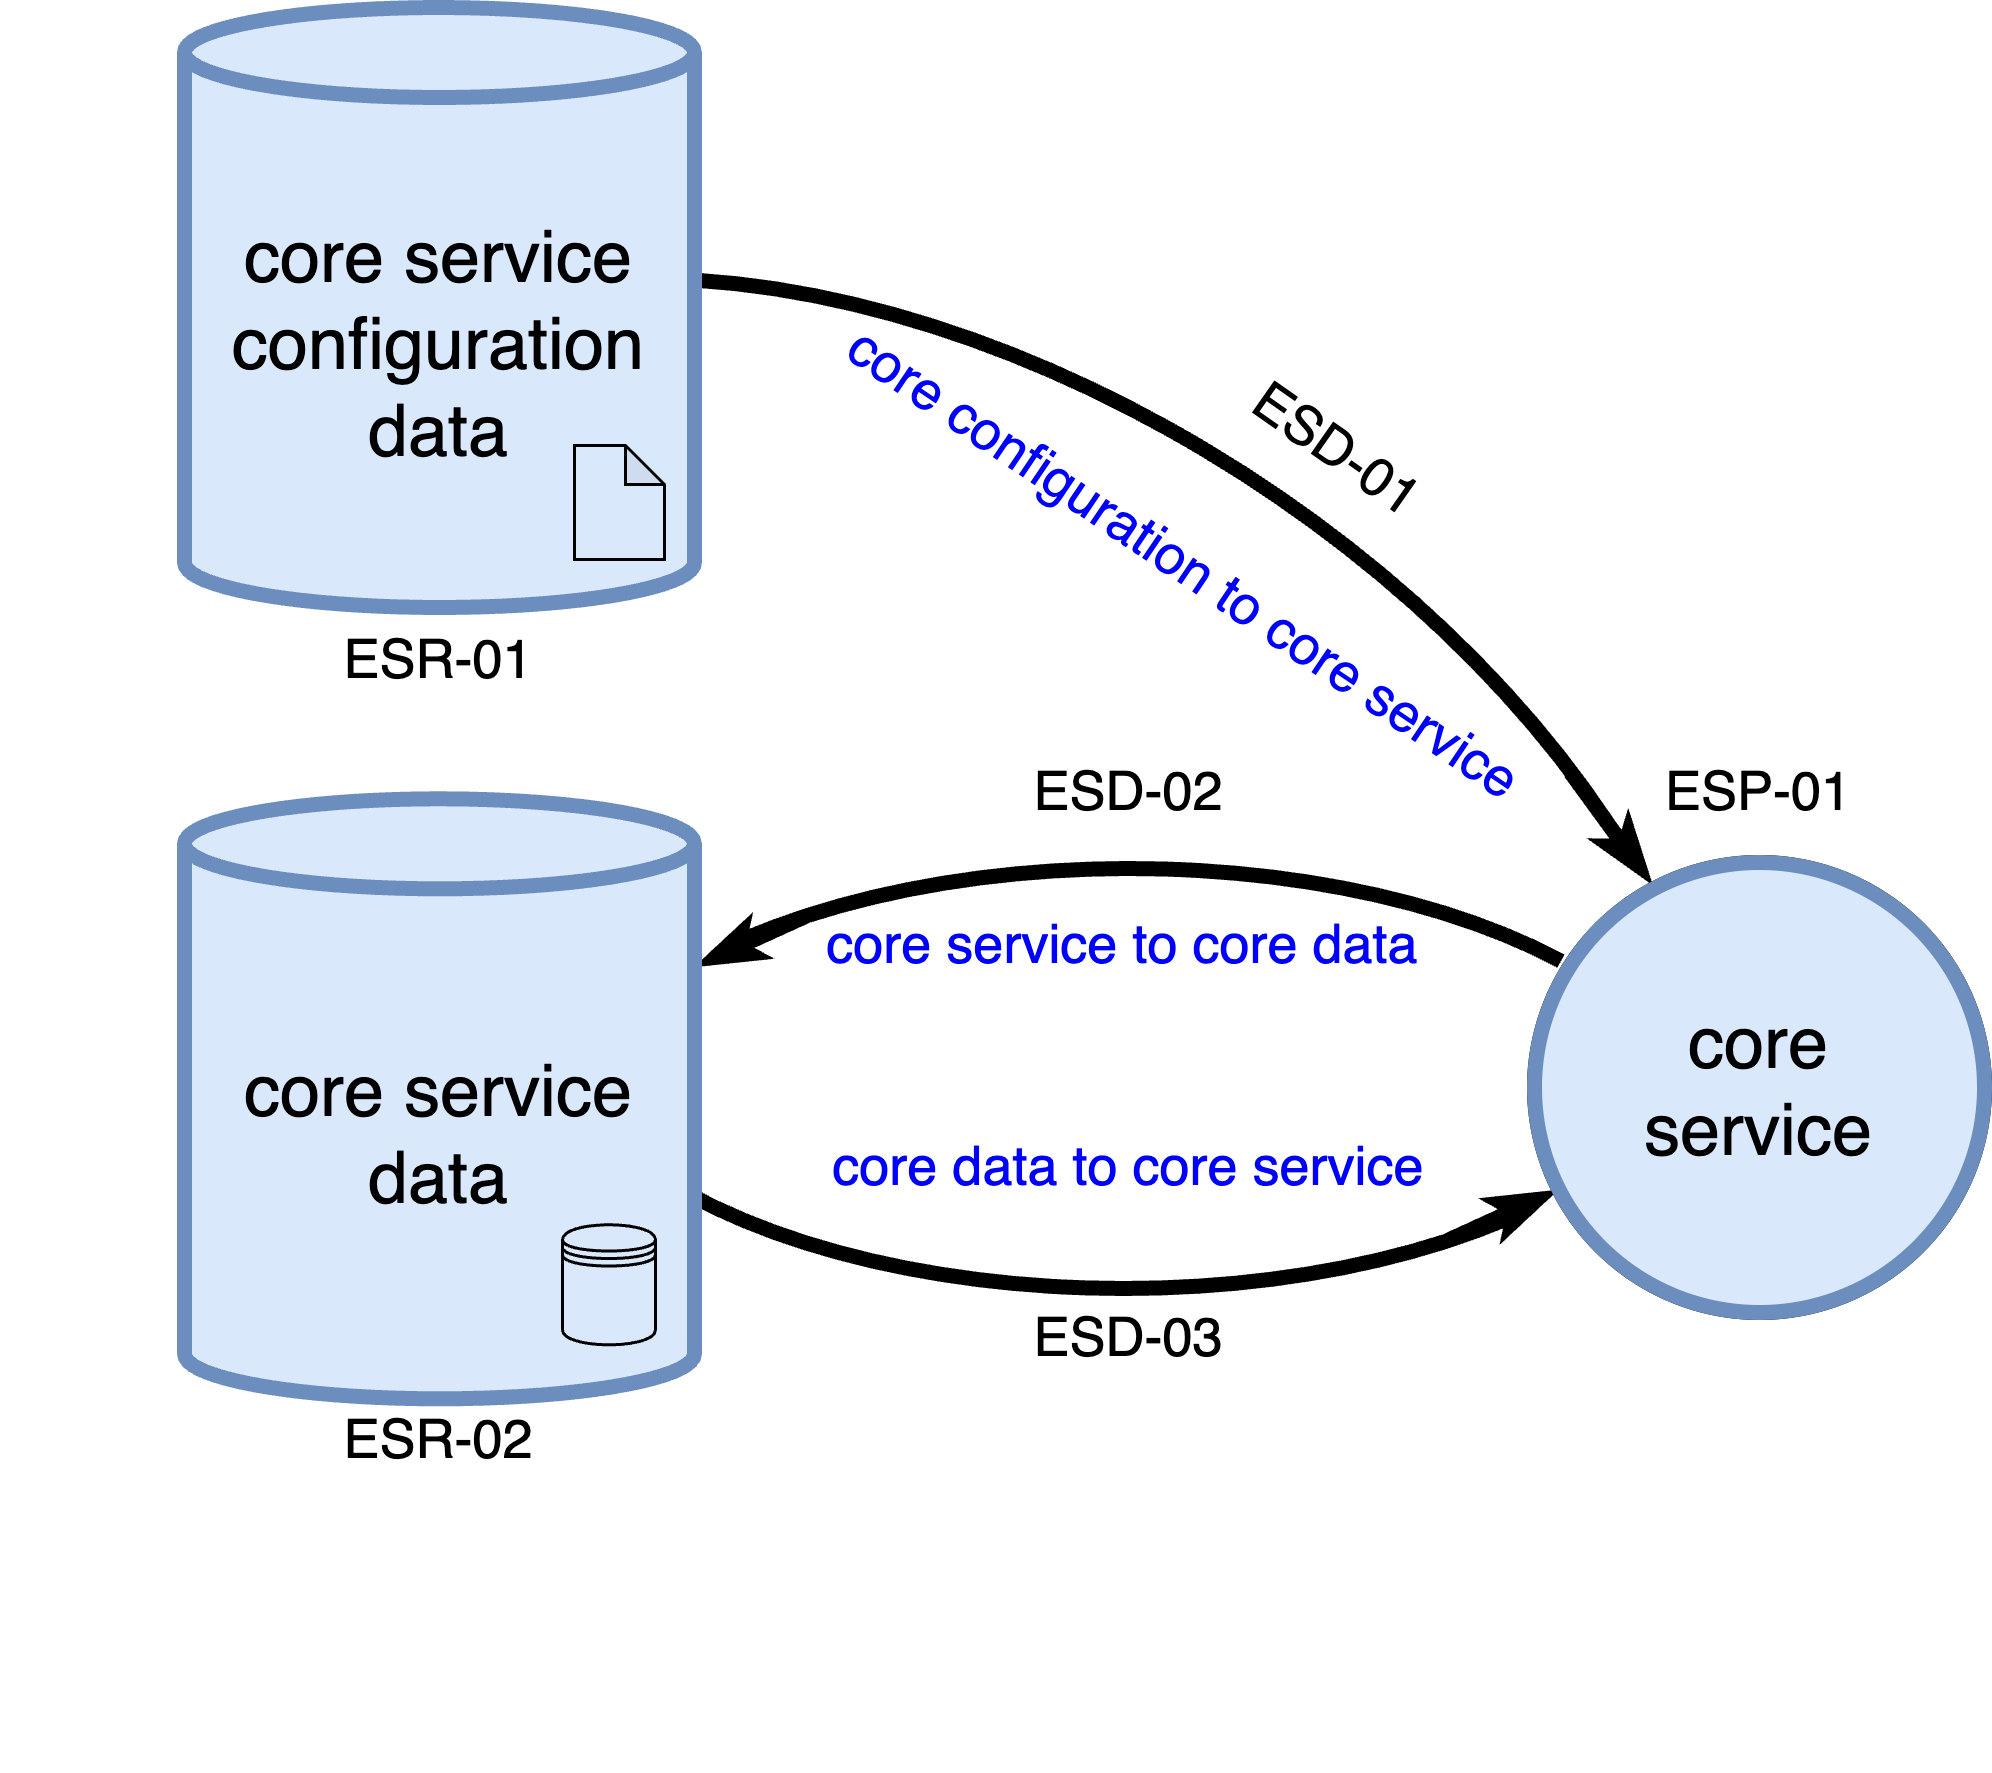 core service
configuration
data
ESR-01
ESD-01
core configuration to core service
ESD-02
ESP-01
core service to core data
core
service
core service
data
core data to core service
ESD-03
ESR-02